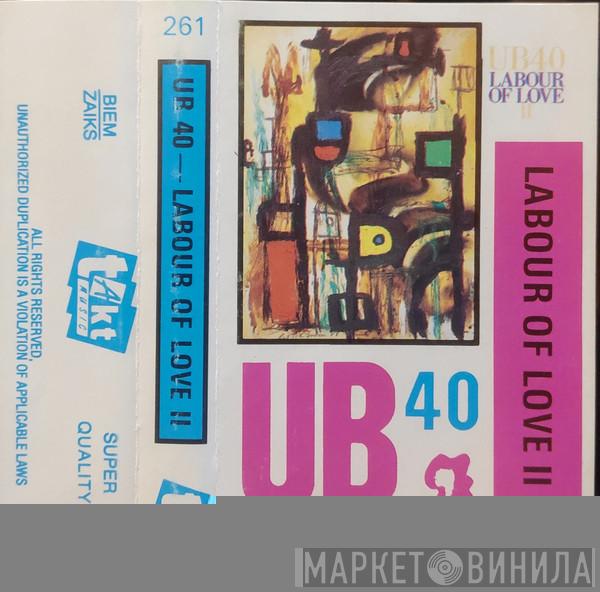 261
BIEM
ZAIKS
ALL RIGHTS RESERVED,
UNAUTHORIZED DUPLICATION IS A VIOLATION OF APPLICABLE LAWS
takt
MUSIC
SUPER
QUALITY
UB 40 — LABOUR OF LOVE II
UB40
LABOUR
OF LOVE
II
LABOUR OF LOVE II
UB 40
МАРКЕТ ВИНИЛА